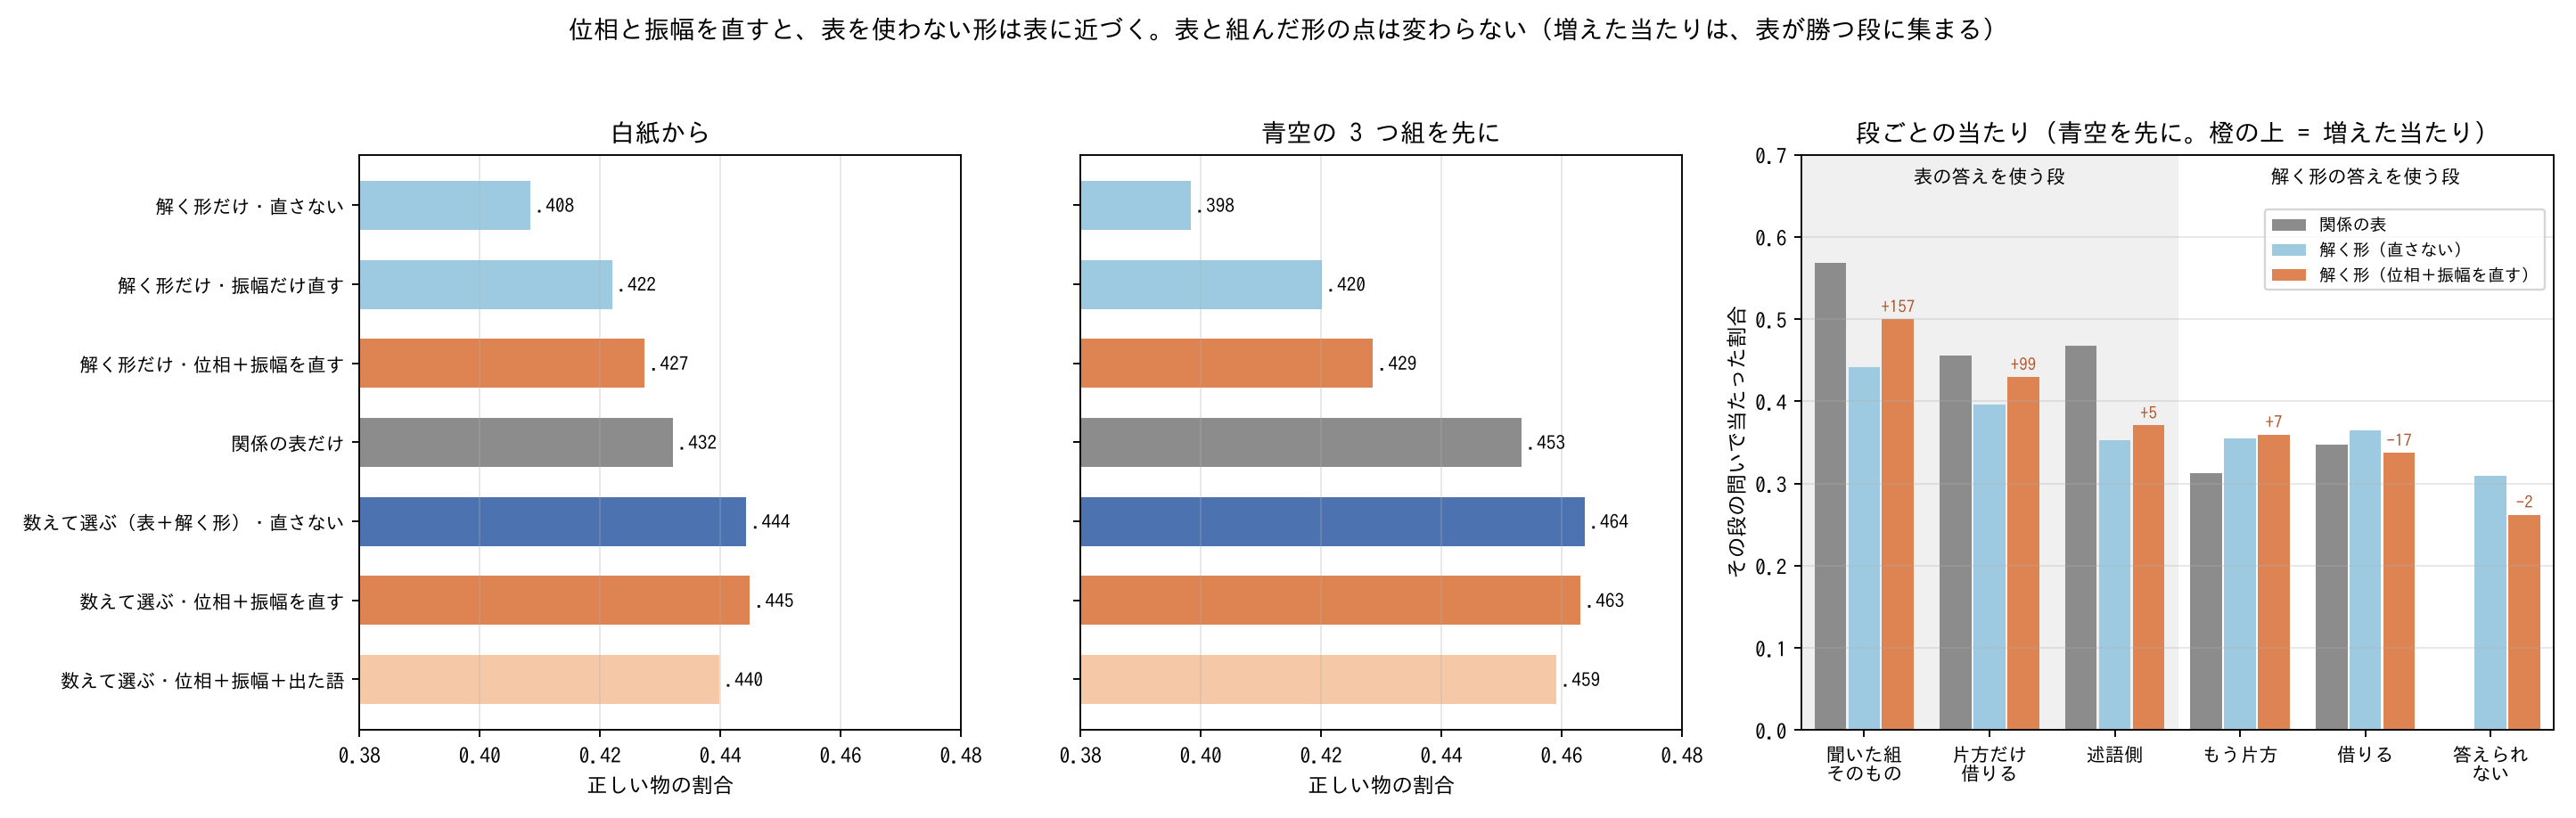 位相と振幅を直すと、表を使わない形は表に近づく。表と組んだ形の点は変わらない（増えた当たりは、表が勝つ段に集まる）
白紙から
解く形だけ・直さない
.408
解く形だけ・振幅だけ直す
.422
解く形だけ・位相＋振幅を直す
.427
関係の表だけ
.432
数えて選ぶ（表＋解く形）・直さない
.444
数えて選ぶ・位相＋振幅を直す
.445
数えて選ぶ・位相＋振幅＋出た語
.440
0.38 0.40 0.42 0.44 0.46 0.48
正しい物の割合
青空の 3 つ組を先に
.398
.420
.429
.453
.464
.463
.459
0.38 0.40 0.42 0.44 0.46 0.48
正しい物の割合
段ごとの当たり（青空を先に。橙の上 = 増えた当たり）
その段の問いで当たった割合
0.7
0.6
0.5
0.4
0.3
0.2
0.1
0.0
表の答えを使う段
解く形の答えを使う段
関係の表
解く形（直さない）
解く形（位相＋振幅を直す）
+157
+99
+5
+7
-17
-2
聞いた組
そのもの
片方だけ
借りる
述語側
もう片方
借りる
答えられ
ない